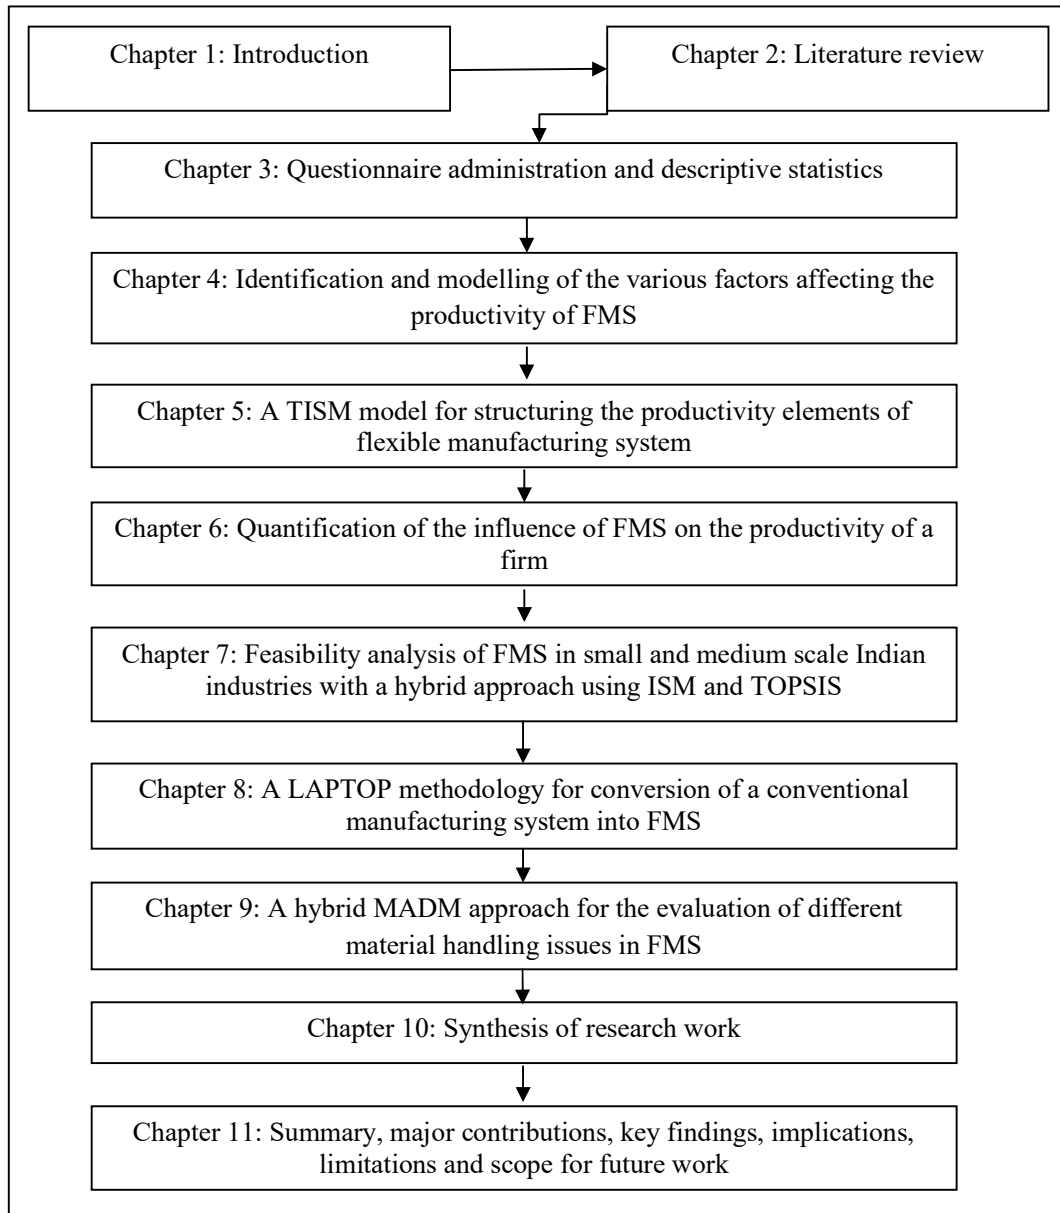 Chapter 1: Introduction
Chapter 2: Literature review
Chapter 3: Questionnaire administration and descriptive statistics
Chapter 4: Identification and modelling of the various factors affecting the
productivity of FMS
Chapter 5: A TISM model for structuring the productivity elements of
flexible manufacturing system
Chapter 6: Quantification of the influence of FMS on the productivity of a
firm
Chapter 7: Feasibility analysis of FMS in small and medium scale Indian
industries with a hybrid approach using ISM and TOPSIS
Chapter 8: A LAPTOP methodology for conversion of a conventional
manufacturing system into FMS
Chapter 9: A hybrid MADM approach for the evaluation of different
material handling issues in FMS
Chapter 10: Synthesis of research work
Chapter 11: Summary, major contributions, key findings, implications,
limitations and scope for future work